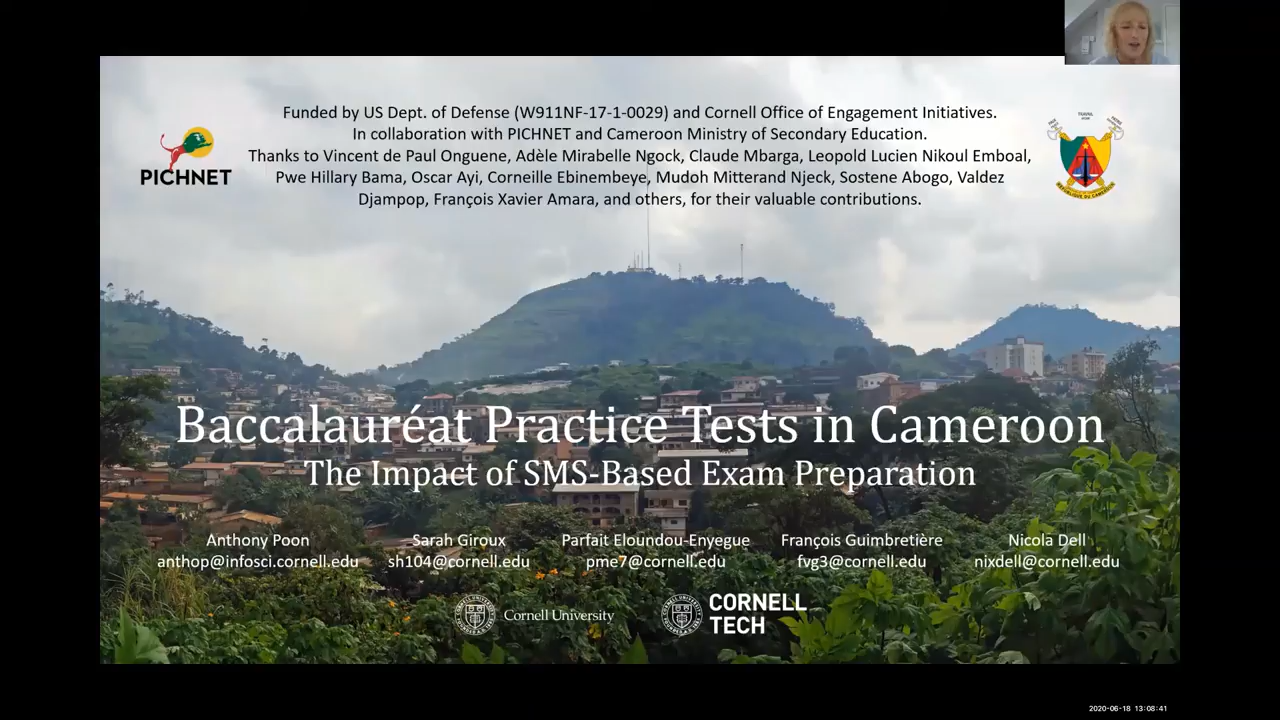 Funded by US Dept. of Defense (W911NF-17-1-0029) and Cornell Office of Engagement Initiatives.
In collaboration with PICHNET and Cameroon Ministry of Secondary Education.
Thanks to Vincent de Paul Onguene, Adèle Mirabelle Ngock, Claude Mbarga, Leopold Lucien Nikoul Emboal,
Pwe Hillary Banla, Oscar Ayi, Corneille Ebinembeye, Mudoh Mitterand Njeck, Sostene Abogo, Valdez
Djampop, François Xavier Amara, and others, for their valuable contributions.
PICHNET
REPUBLIQUE DU CAMEROUN
Baccalauréat Practice Tests in Cameroon
The Impact of SMS-Based Exam Preparation
Anthony Poon
anthop@infosci.cornell.edu
Sarah Giroux
sh104@cornell.edu
Parfait Eloundou-Enyegue
pme7@cornell.edu
François Guimbretière
fvg3@cornell.edu
Nicola Dell
nixdell@cornell.edu
Cornell University
CORNELL
TECH
2020-06-18 13:08:41